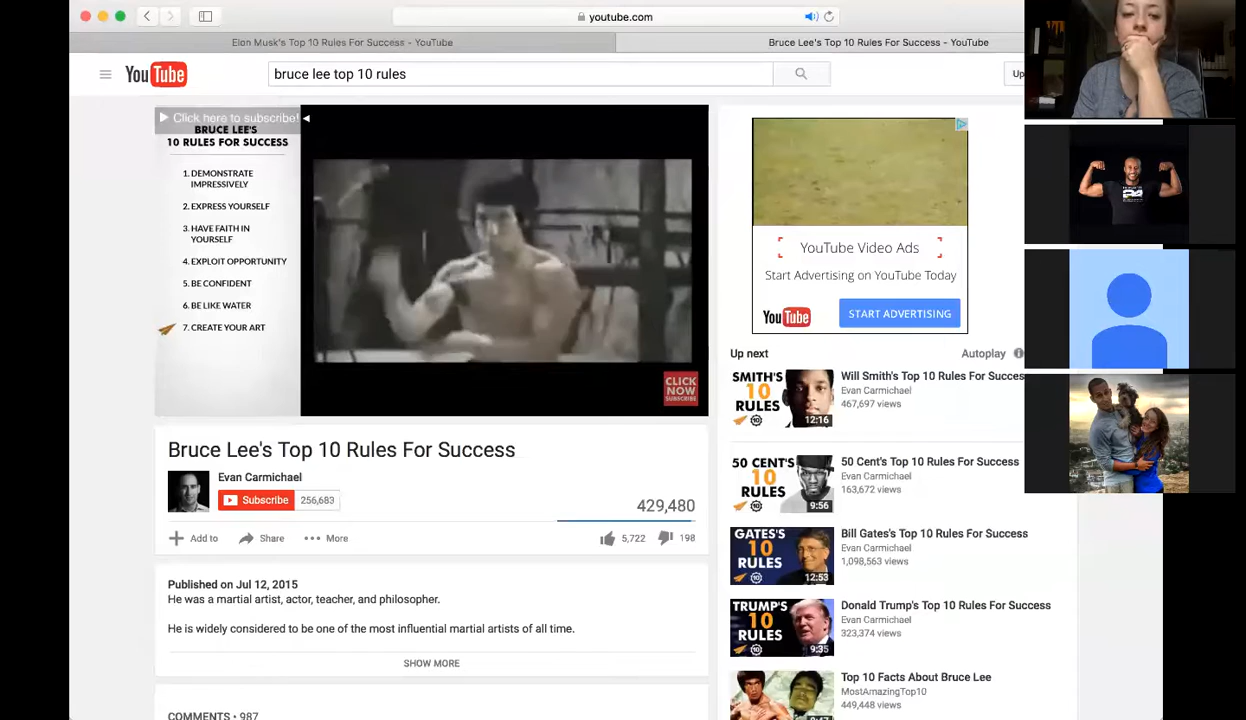 youtube.com
Elon Musk's Top 10 Rules For Success - YouTube
Bruce Lee's Top 10 Rules For Success - YouTube
YouTube
bruce lee top 10 rules
Up
Click here to subscribe!
BRUCE LEE'S
10 RULES FOR SUCCESS
1. DEMONSTRATE
IMPRESSIVELY
2. EXPRESS YOURSELF
3. HAVE FAITH IN
YOURSELF
4. EXPLOIT OPPORTUNITY
5. BE CONFIDENT
6. BE LIKE WATER
7. CREATE YOUR ART
CLICK
NOW
SUBSCRIBE
Bruce Lee's Top 10 Rules For Success
Evan Carmichael
Subscribe 256,683
429,480
Add to Share More
5,722 198
Published on Jul 12, 2015
He was a martial artist, actor, teacher, and philosopher.
He is widely considered to be one of the most influential martial artists of all time.
SHOW MORE
COMMENTS • 987
YouTube Video Ads
Start Advertising on YouTube Today
YouTube
START ADVERTISING
Up next
Autoplay
SMITH'S
10
RULES
12:16
Will Smith's Top 10 Rules For Succes
Evan Carmichael
467,697 views
50 CENT'S
10
RULES
9:56
50 Cent's Top 10 Rules For Success
Evan Carmichael
163,672 views
GATES'S
10
RULES
12:53
Bill Gates's Top 10 Rules For Success
Evan Carmichael
1,098,563 views
TRUMP'S
10
RULES
9:35
Donald Trump's Top 10 Rules For Success
Evan Carmichael
323,374 views
Top 10 Facts About Bruce Lee
MostAmazingTop10
449,448 views
24